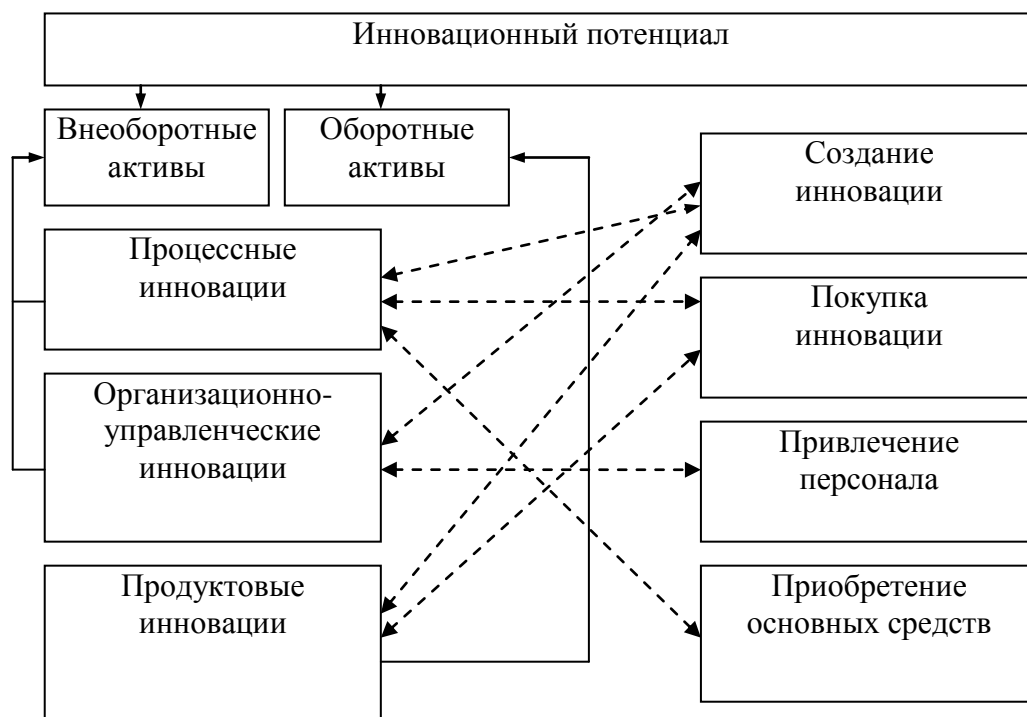 Инновационный потенциал
Внеоборотные
активы
Оборотные
активы
Процессные
инновации
Организационно-
управленческие
инновации
Продуктовые
инновации
Создание
инновации
Покупка
инновации
Привлечение
персонала
Приобретение
основных средств